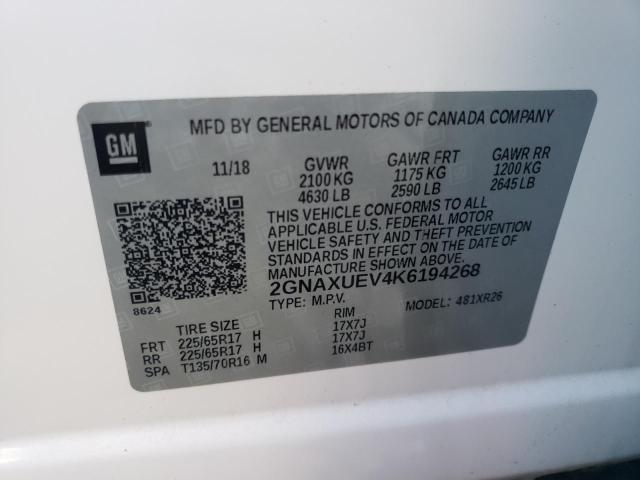 GM
MFD BY GENERAL MOTORS OF CANADA COMPANY
11/18 GVWR GAWR FRT GAWR RR
2100 KG 1175 KG 1200 KG
4630 LB 2590 LB 2645 LB
THIS VEHICLE CONFORMS TO ALL
APPLICABLE U.S. FEDERAL MOTOR
VEHICLE SAFETY AND THEFT PREVENTION
STANDARDS IN EFFECT ON THE DATE OF
MANUFACTURE SHOWN ABOVE.
2GNAXUEV4K6194268
8624
TYPE: M.P.V. MODEL: 481XR26
TIRE SIZE RIM
FRT 225/65R17 H 17X7J
RR 225/65R17 H 17X7J
SPA T135/70R16 M 16X4BT